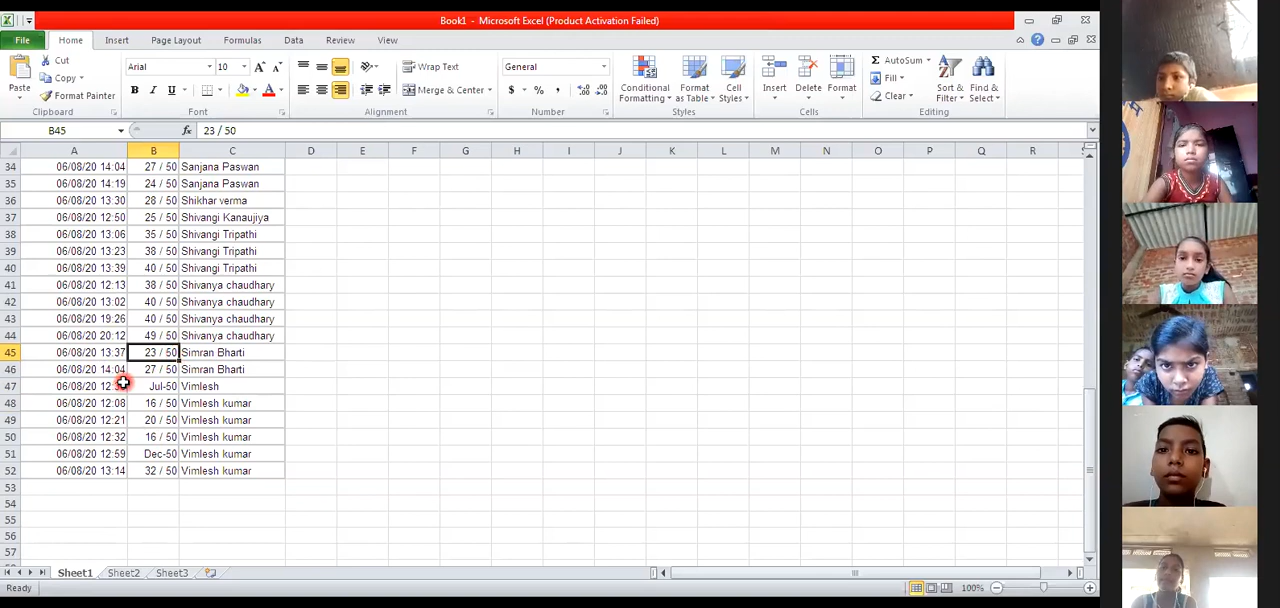 Book1 - Microsoft Excel (Product Activation Failed)
File Home Insert Page Layout Formulas Data Review View
Cut
Copy
Format Painter
Paste
Clipboard
Arial 10
B I U
Font
Wrap Text
Merge & Center
Alignment
General
$ % ,
Number
Conditional Formatting
Format as Table
Cell Styles
Styles
Insert Delete Format
Cells
AutoSum
Fill
Clear
Sort & Filter
Find & Select
Editing
B45 fx 23 / 50
A B C D E F G H I J K L M N O P Q R
34 06/08/20 14:04 27 / 50 Sanjana Paswan
35 06/08/20 14:19 24 / 50 Sanjana Paswan
36 06/08/20 13:30 28 / 50 Shikhar verma
37 06/08/20 12:50 25 / 50 Shivangi Kanaujiya
38 06/08/20 13:06 35 / 50 Shivangi Tripathi
39 06/08/20 13:23 38 / 50 Shivangi Tripathi
40 06/08/20 13:39 40 / 50 Shivangi Tripathi
41 06/08/20 12:13 38 / 50 Shivanya chaudhary
42 06/08/20 13:02 40 / 50 Shivanya chaudhary
43 06/08/20 19:26 40 / 50 Shivanya chaudhary
44 06/08/20 20:12 49 / 50 Shivanya chaudhary
45 06/08/20 13:37 23 / 50 Simran Bharti
46 06/08/20 14:04 27 / 50 Simran Bharti
47 06/08/20 Jul-50 Vimlesh
48 06/08/20 12:08 16 / 50 Vimlesh kumar
49 06/08/20 12:21 20 / 50 Vimlesh kumar
50 06/08/20 12:32 16 / 50 Vimlesh kumar
51 06/08/20 12:59 Dec-50 Vimlesh kumar
52 06/08/20 13:14 32 / 50 Vimlesh kumar
53
54
55
56
57
Sheet1 Sheet2 Sheet3
Ready 100%